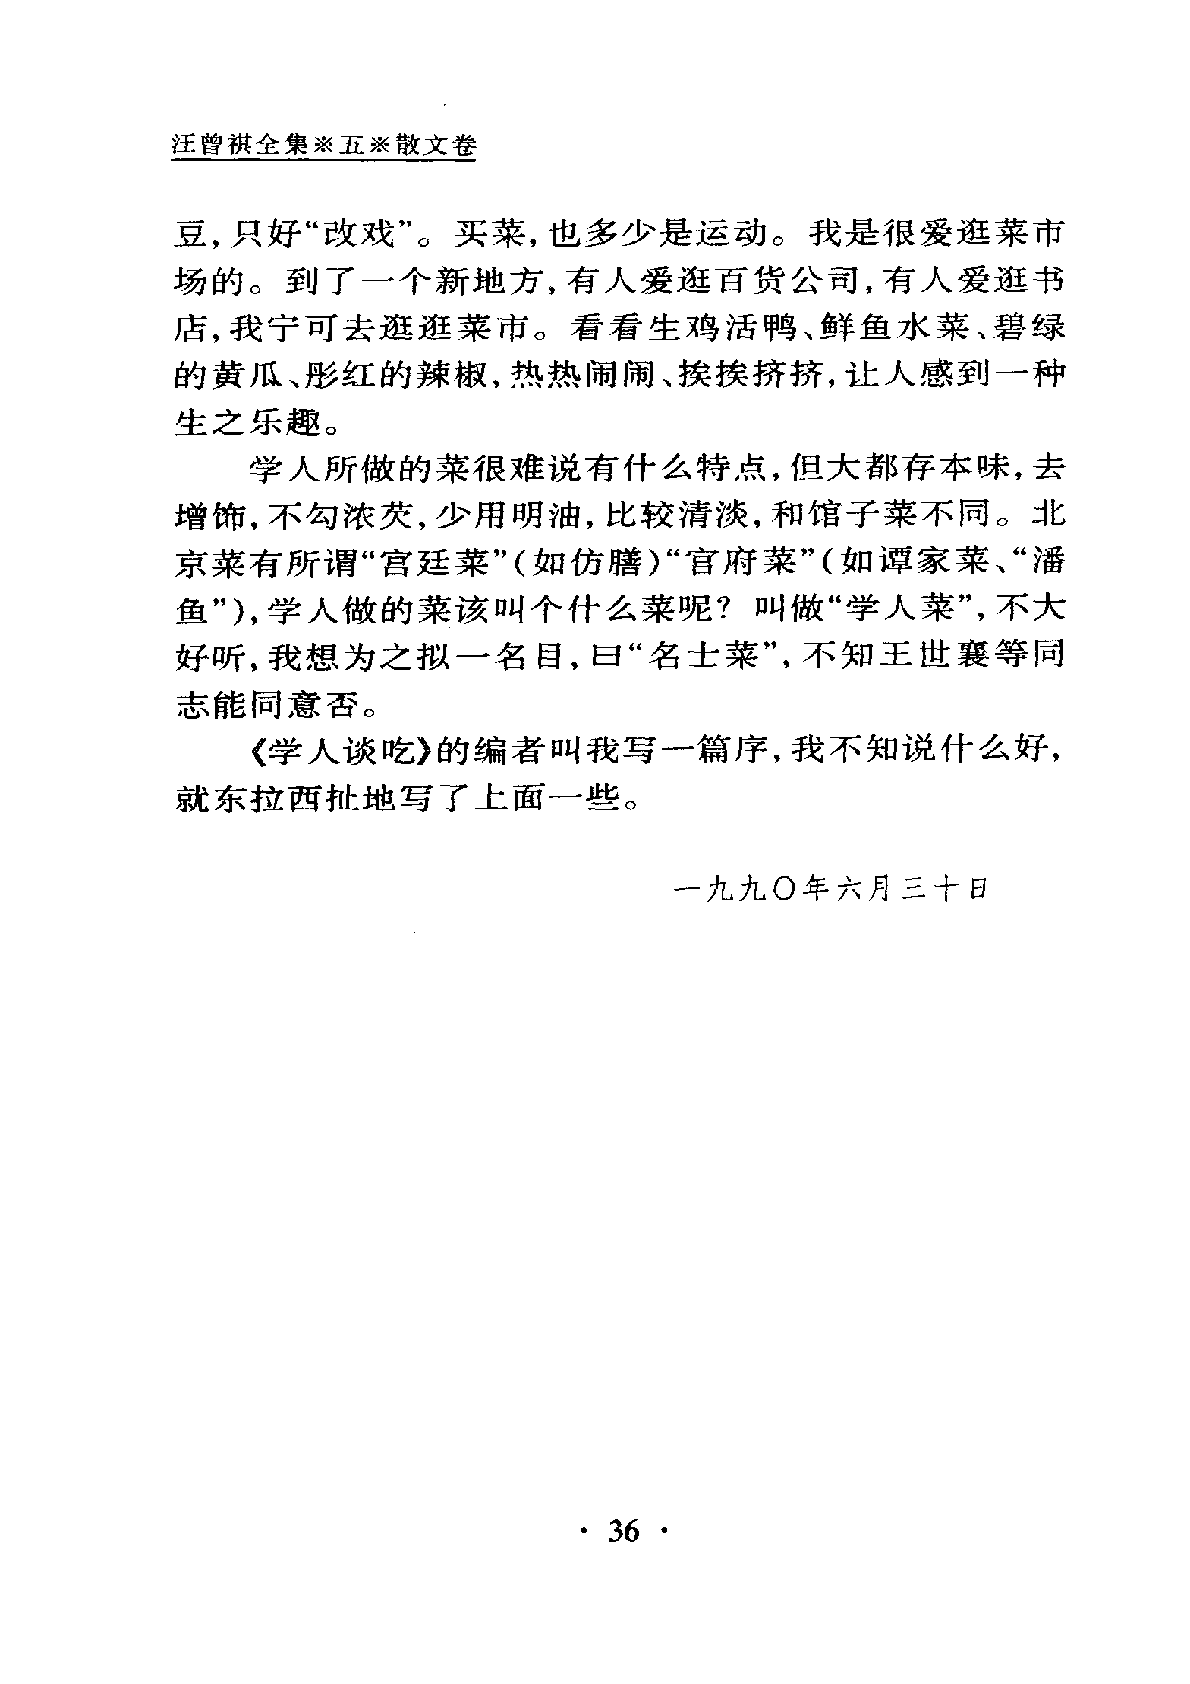 汪曾祺全集※五※散文卷
豆,只好“改戏”。买菜,也多少是运动。我是很爱逛菜市
场的。到了一个新地方,有人爱逛百货公司,有人爱逛书
店,我宁可去逛逛菜市。看看生鸡活鸭、鲜鱼水菜、碧绿
的黄瓜、彤红的辣椒,热热闹闹、挨挨挤挤,让人感到一种
生之乐趣。
学人所做的菜很难说有什么特点,但大都存本味,去
增饰,不勾浓芡,少用明油,比较清淡,和馆子菜不同。北
京菜有所谓“宫廷菜”(如仿膳)“官府菜”(如谭家菜、“潘
鱼”),学人做的菜该叫个什么菜呢?叫做“学人菜”,不大
好听,我想为之拟一名目,曰“名士菜”,不知王世襄等同
志能同意否。
《学人谈吃》的编者叫我写一篇序,我不知说什么好,
就东拉西扯地写了上面一些。
一九九〇年六月三十日
· 36 ·